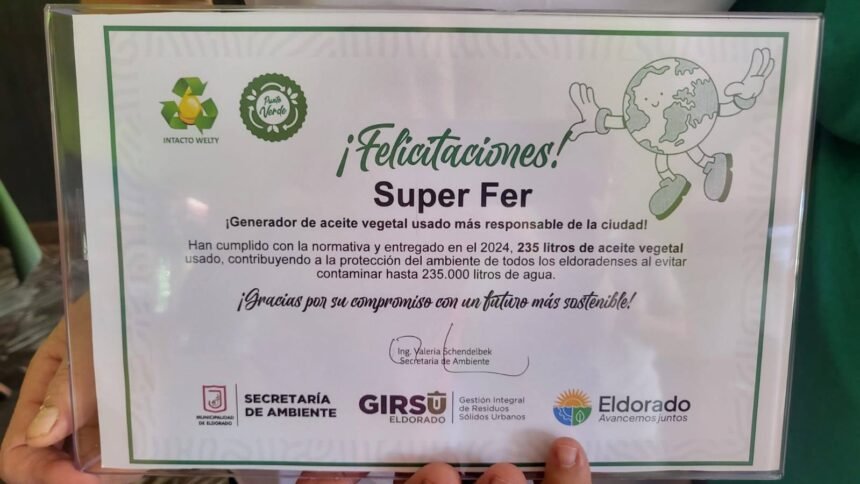 INTACTO WELTY
Punto
Verde
¡Felicitaciones!
Super Fer
¡Generador de aceite vegetal usado más responsable de la ciudad!
Han cumplido con la normativa y entregado en el 2024, 235 litros de aceite vegetal
usado, contribuyendo a la protección del ambiente de todos los eldoradenses al evitar
contaminar hasta 235.000 litros de agua.
¡Gracias por su compromiso con un futuro más sostenible!
Ing. Valeria Schendelbek
Secretaria de Ambiente
MUNICIPALIDAD
DE ELDORADO
SECRETARÍA
DE AMBIENTE
GIRSU
ELDORADO
Gestión Integral
de Residuos
Sólidos Urbanos
Eldorado
Avancemos juntos